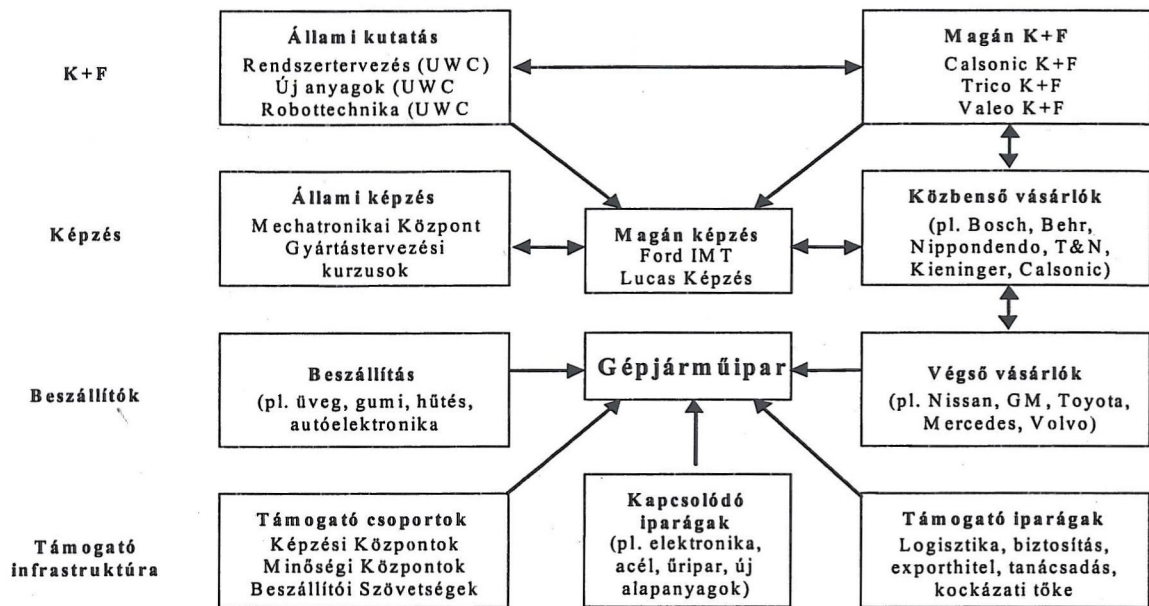 K+F
Állami kutatás
Rendszertervezés (UWC)
Új anyagok (UWC
Robottechnika (UWC
Magán K+F
Calsonic K+F
Trico K+F
Valeo K+F
Képzés
Állami képzés
Mechatronikai Központ
Gyártástervezési
kurzusok
Magán képzés
Ford IMT
Lucas Képzés
Közbenső vásárlók
(pl. Bosch, Behr,
Nippondendo, T&N,
Kieninger, Calsonic)
Beszállítók
Beszállítás
(pl. üveg, gumi, hűtés,
autóelektronika
Gépjárműipar
Végső vásárlók
(pl. Nissan, GM, Toyota,
Mercedes, Volvo)
Támogató
infrastruktúra
Támogató csoportok
Képzési Központok
Minőségi Központok
Beszállítói Szövetségek
Kapcsolódó
iparágak
(pl. elektronika,
acél, űripar, új
alapanyagok)
Támogató iparágak
Logisztika, biztosítás,
exporthitel, tanácsadás,
kockázati tőke